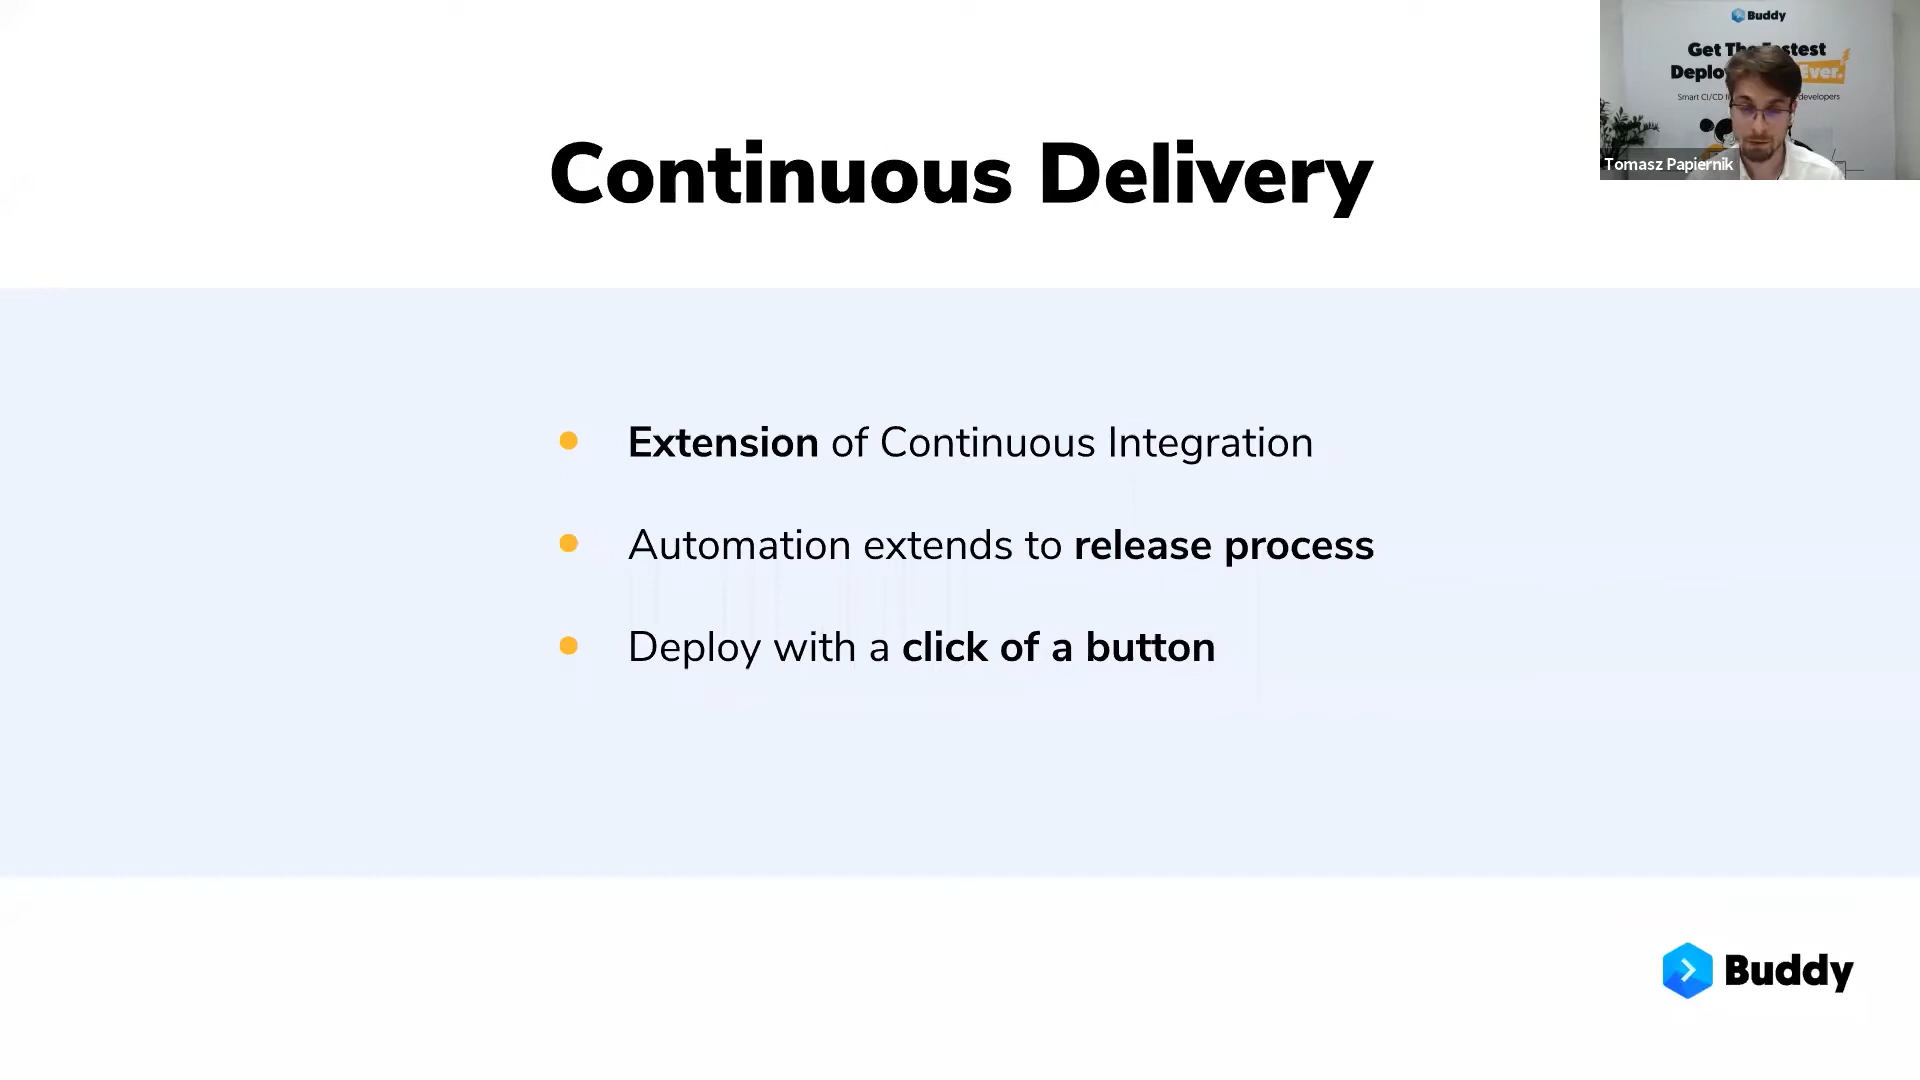 Buddy
Get The Fastest
Ever.
Smart CI/CD
developers
Tomasz Papiernik
Continuous Delivery
Extension of Continuous Integration
Automation extends to release process
Deploy with a click of a button
Buddy